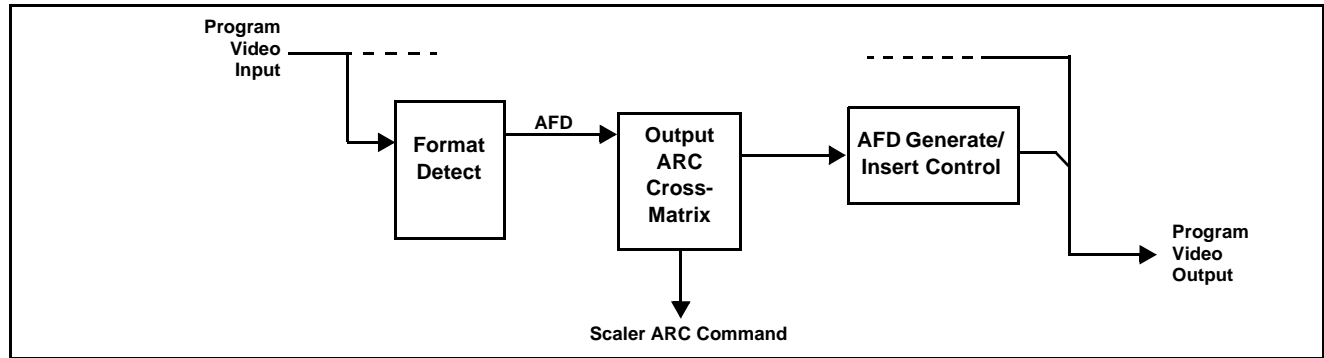 Program
Video
Input
Format
Detect
AFD
Output
ARC
Cross-
Matrix
AFD Generate/
Insert Control
Program
Video
Output
Scaler ARC Command